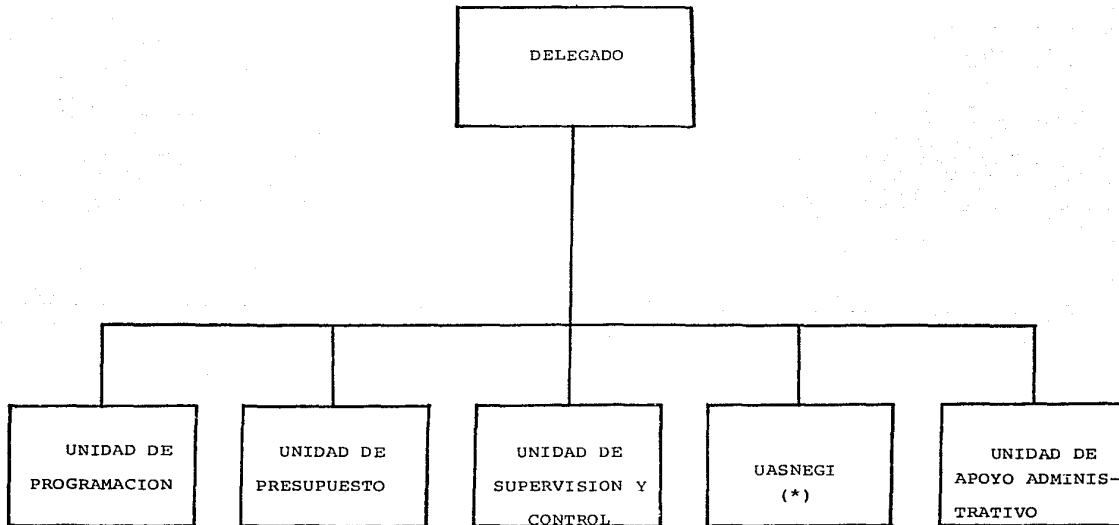 DELEGADO
UNIDAD DE
PROGRAMACION
UNIDAD DE
PRESUPUESTO
UNIDAD DE
SUPERVISION Y
CONTROL
UASNEGI
(*)
UNIDAD DE
APOYO ADMINIS-
TRATIVO